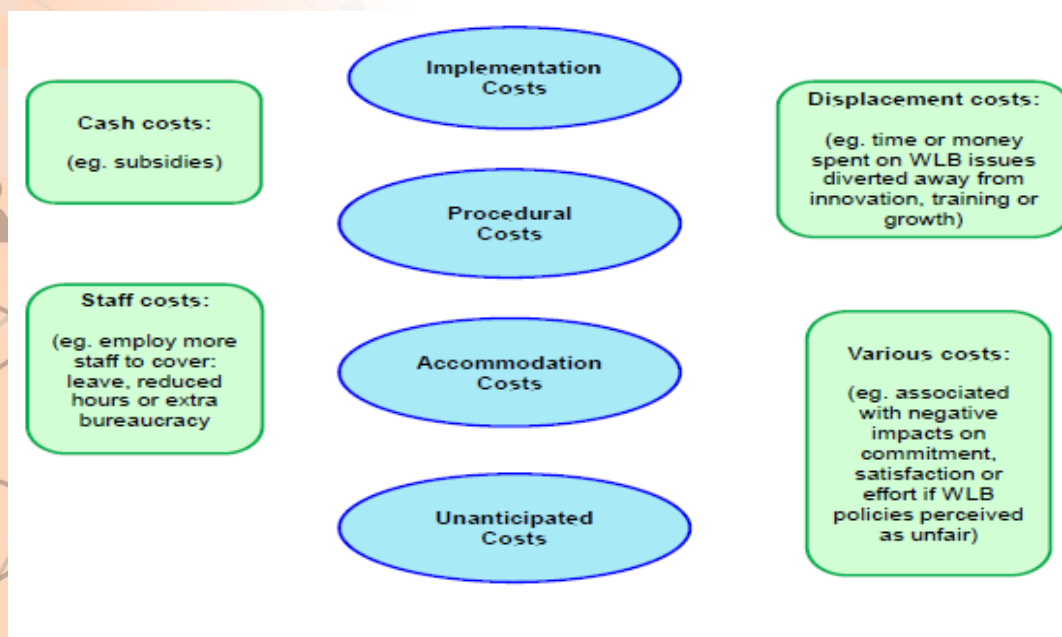 Implementation
Costs
Cash costs:
(eg. subsidies)
Displacement costs:
(eg. time or money
spent on WLB issues
diverted away from
innovation, training or
growth)
Procedural
Costs
Staff costs:
(eg. employ more
staff to cover:
leave, reduced
hours or extra
bureaucracy
Accommodation
Costs
Various costs:
(eg. associated
with negative
impacts on
commitment,
satisfaction or
effort if WLB
policies perceived
as unfair)
Unanticipated
Costs